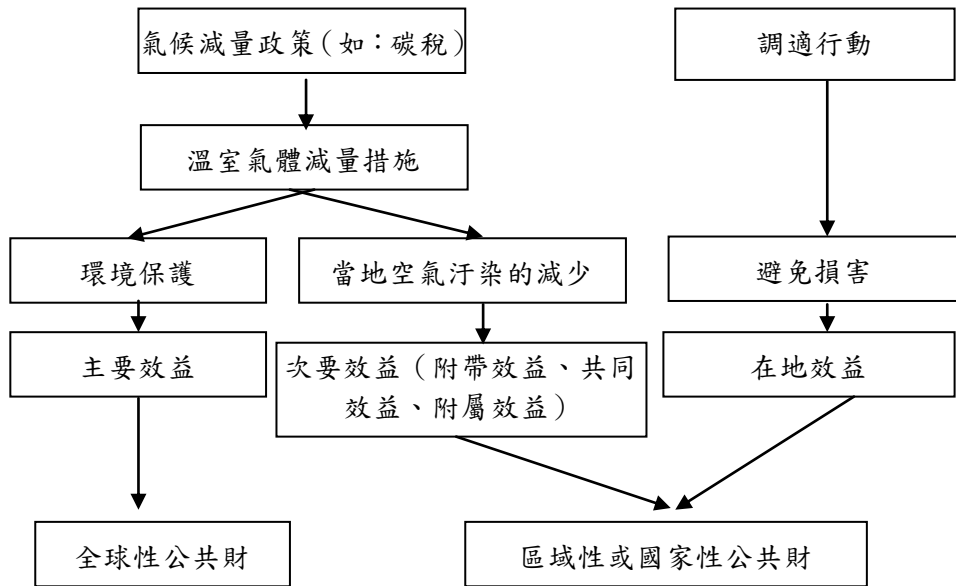 氣候減量政策(如：碳稅)
調適行動
溫室氣體減量措施
環境保護
當地空氣汙染的減少
避免損害
主要效益
次要效益（附帶效益、共同
效益、附屬效益）
在地效益
全球性公共財
區域性或國家性公共財